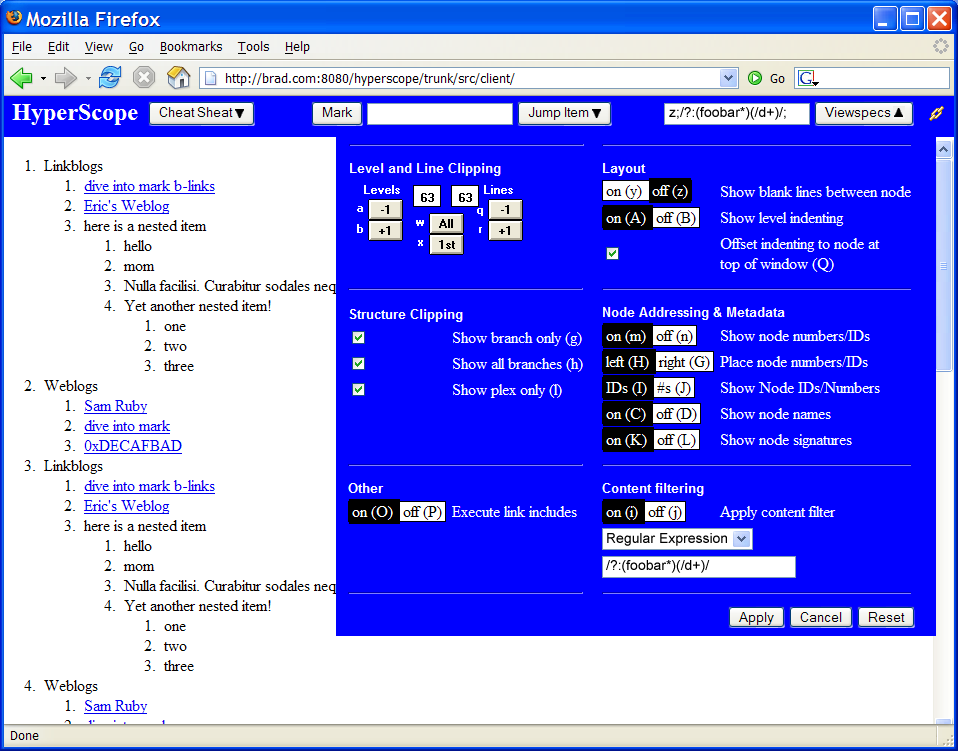 Mozilla Firefox
File Edit View Go Bookmarks Tools Help
http://brad.com:8080/hyperscope/trunk/src/client/ Go G
HyperScope Cheat Sheat▼ Mark Jump Item▼ z;/?:(foobar*)(/d+)/; Viewspecs▲
1. Linkblogs
1. dive into mark b-links
2. Eric's Weblog
3. here is a nested item
1. hello
2. mom
3. Nulla facilisi. Curabitur sodales neq
4. Yet another nested item!
1. one
2. two
3. three
2. Weblogs
1. Sam Ruby
2. dive into mark
3. 0xDECAFBAD
3. Linkblogs
1. dive into mark b-links
2. Eric's Weblog
3. here is a nested item
1. hello
2. mom
3. Nulla facilisi. Curabitur sodales neq
4. Yet another nested item!
1. one
2. two
3. three
4. Weblogs
1. Sam Ruby
Level and Line Clipping
Levels 63 63 Lines
a -1 q -1
w All
b +1 r +1
x 1st
Structure Clipping
Show branch only (g)
Show all branches (h)
Show plex only (l)
Other
on (O) off (P) Execute link includes
Layout
on (y) off (z) Show blank lines between node
on (A) off (B) Show level indenting
Offset indenting to node at
top of window (Q)
Node Addressing & Metadata
on (m) off (n) Show node numbers/IDs
left (H) right (G) Place node numbers/IDs
IDs (I) #s (J) Show Node IDs/Numbers
on (C) off (D) Show node names
on (K) off (L) Show node signatures
Content filtering
on (i) off (j) Apply content filter
Regular Expression
/?:(foobar*)(/d+)/
Apply Cancel Reset
Done